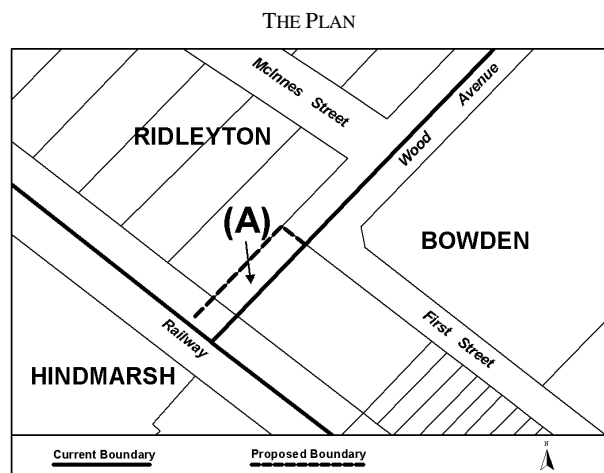 THE PLAN
McInnes Street
Wood Avenue
RIDLEYTON
(A)
BOWDEN
First Street
Railway
HINDMARSH
Current Boundary
Proposed Boundary
N